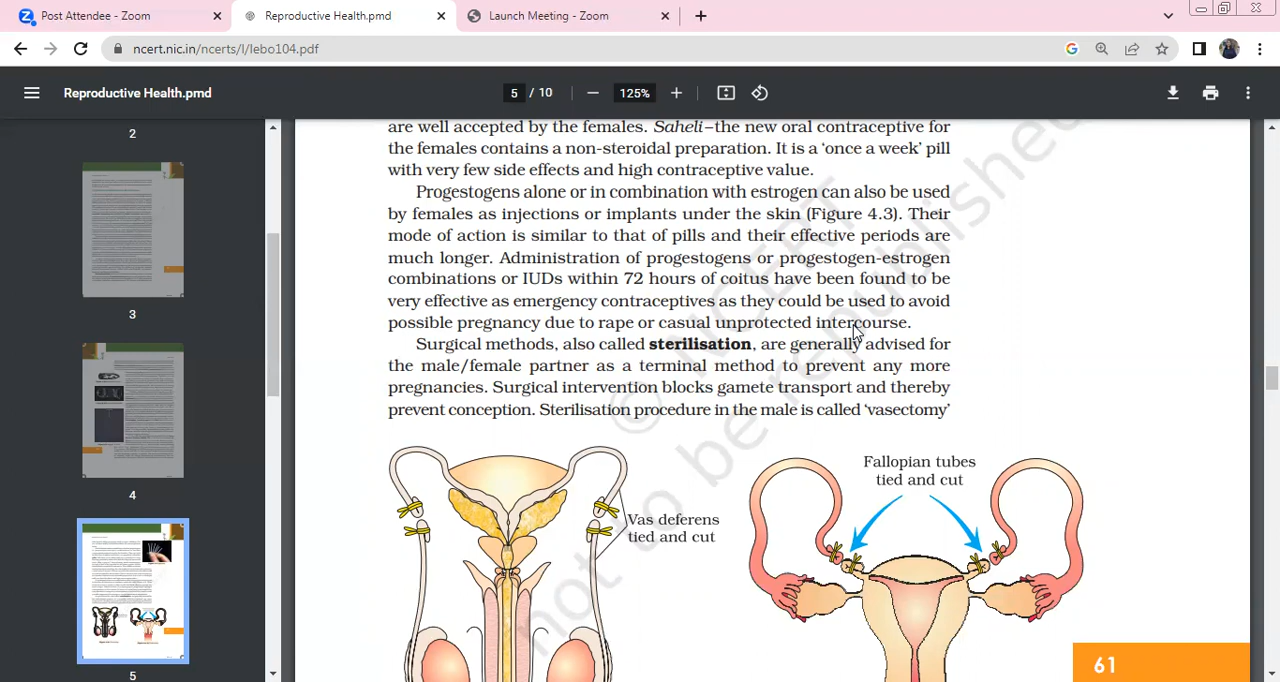 Post Attendee - Zoom
Reproductive Health.pmd
Launch Meeting - Zoom
ncert.nic.in/ncerts/l/lebo104.pdf
Reproductive Health.pmd
5 / 10
125%
2
3
4
5
are well accepted by the females. Saheli–the new oral contraceptive for
the females contains a non-steroidal preparation. It is a ‘once a week’ pill
with very few side effects and high contraceptive value.
Progestogens alone or in combination with estrogen can also be used
by females as injections or implants under the skin (Figure 4.3). Their
mode of action is similar to that of pills and their effective periods are
much longer. Administration of progestogens or progestogen-estrogen
combinations or IUDs within 72 hours of coitus have been found to be
very effective as emergency contraceptives as they could be used to avoid
possible pregnancy due to rape or casual unprotected intercourse.
Surgical methods, also called sterilisation, are generally advised for
the male/female partner as a terminal method to prevent any more
pregnancies. Surgical intervention blocks gamete transport and thereby
prevent conception. Sterilisation procedure in the male is called ‘vasectomy’
Vas deferens
tied and cut
Fallopian tubes
tied and cut
61
© NCERT
not to be republished